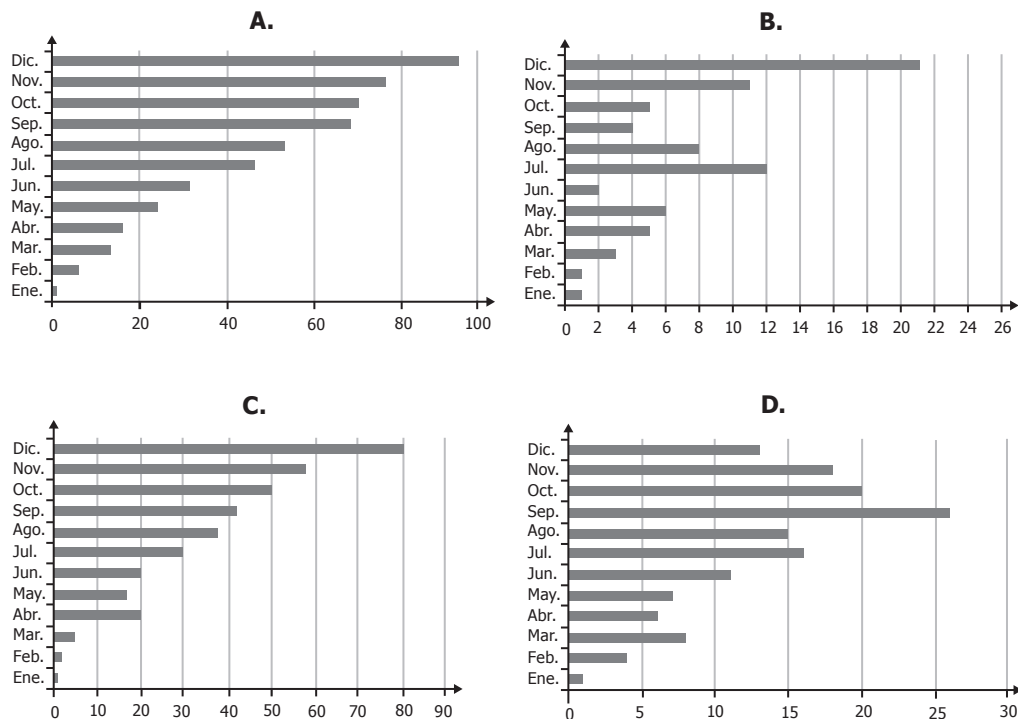 A.
Dic.
Nov.
Oct.
Sep.
Ago.
Jul.
Jun.
May.
Abr.
Mar.
Feb.
Ene.
0 20 40 60 80 100
B.
Dic.
Nov.
Oct.
Sep.
Ago.
Jul.
Jun.
May.
Abr.
Mar.
Feb.
Ene.
0 2 4 6 8 10 12 14 16 18 20 22 24 26
C.
Dic.
Nov.
Oct.
Sep.
Ago.
Jul.
Jun.
May.
Abr.
Mar.
Feb.
Ene.
0 10 20 30 40 50 60 70 80 90
D.
Dic.
Nov.
Oct.
Sep.
Ago.
Jul.
Jun.
May.
Abr.
Mar.
Feb.
Ene.
0 5 10 15 20 25 30